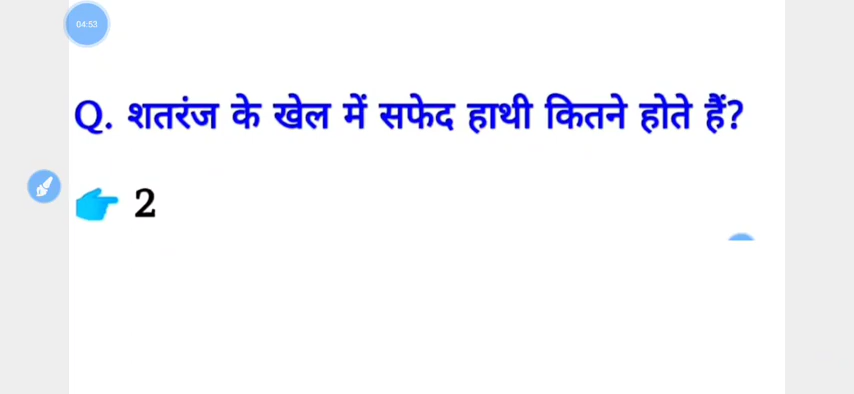 04:53
Q. शतरंज के खेल में सफेद हाथी कितने होते हैं?
👉 2